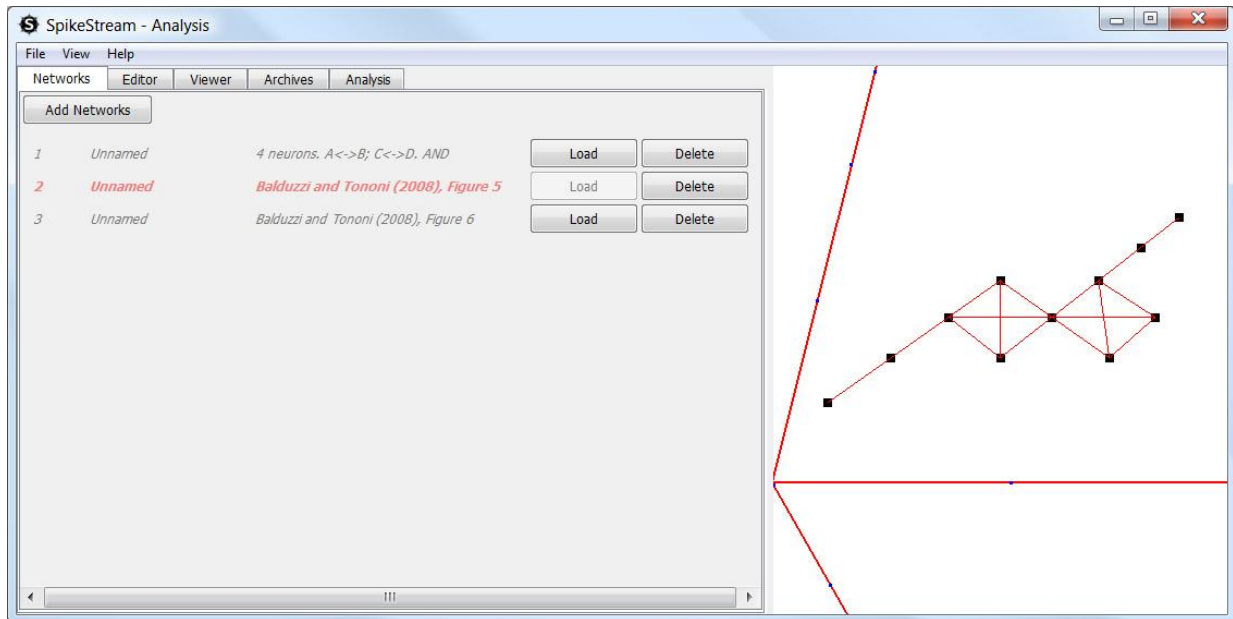 SpikeStream - Analysis
File View Help
Networks Editor Viewer Archives Analysis
Add Networks
1 Unnamed 4 neurons. A<->B; C<->D. AND Load Delete
2 Unnamed Balduzzi and Tononi (2008), Figure 5 Load Delete
3 Unnamed Balduzzi and Tononi (2008), Figure 6 Load Delete